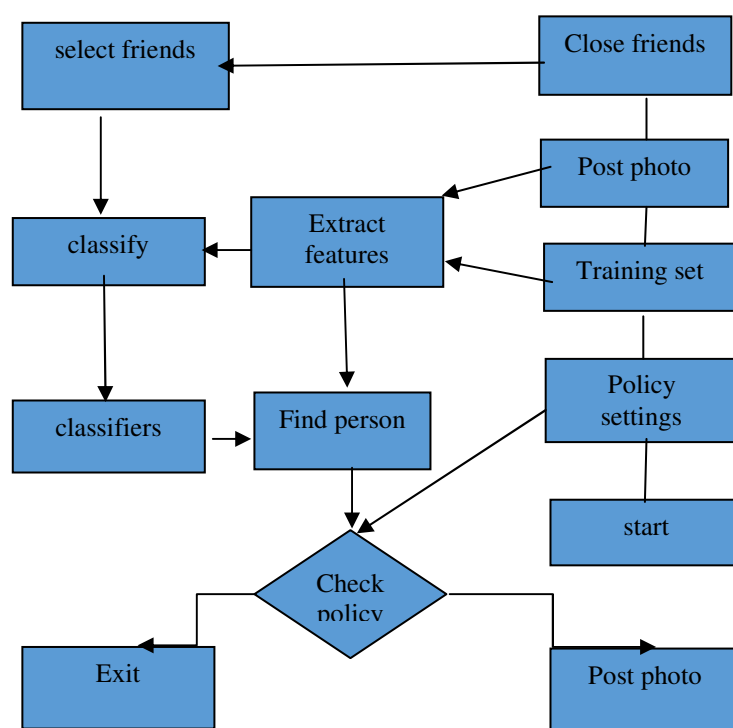 select friends
Close friends
Post photo
Extract
features
classify
Training set
Policy
settings
classifiers
Find person
start
Check
policy
Exit
Post photo